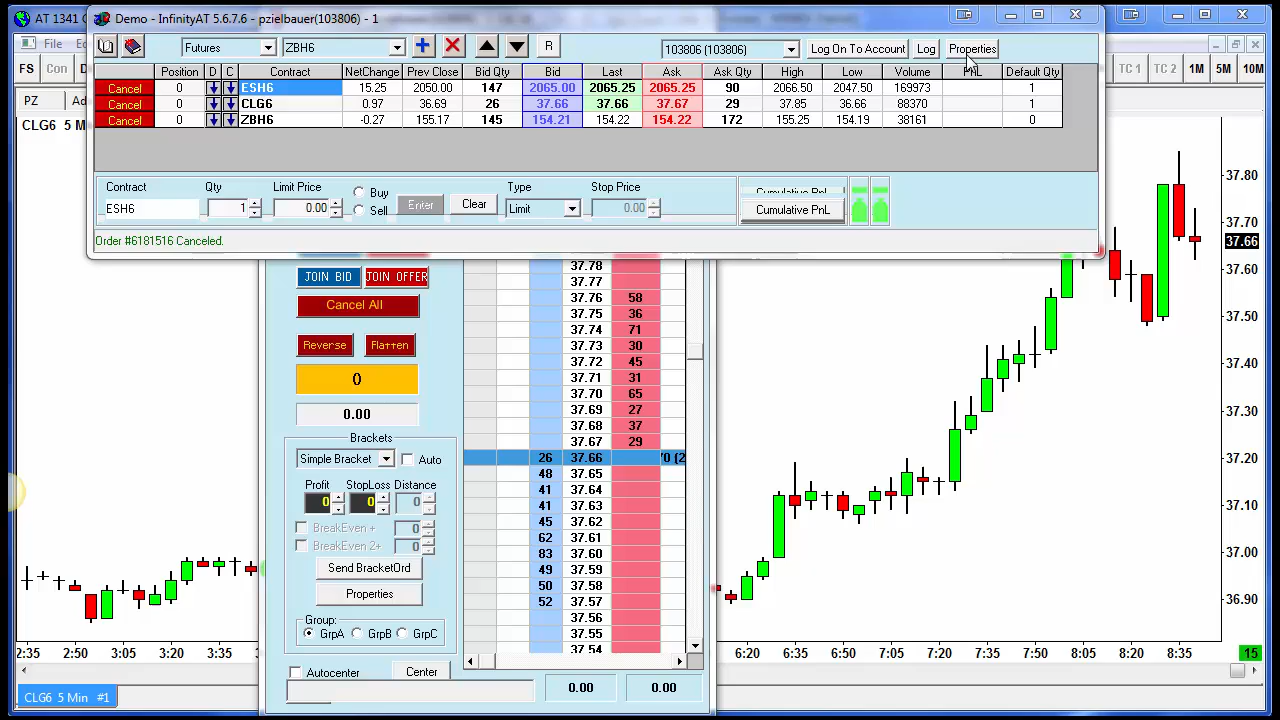 AT 1341 C
Demo - InfinityAT 5.6.7.6 - pzielbauer(103806) - 1
File
Futures
ZBH6
R
103806 (103806)
Log On To Account
Log
Properties
FS
Con
TC 1
TC 2
1M
5M
10M
Position D C Contract NetChange Prev Close Bid Qty Bid Last Ask Ask Qty High Low Volume PnL Default Qty
Cancel 0 ESH6 15.25 2050.00 147 2065.00 2065.25 2065.25 90 2066.50 2047.50 169973 1
Cancel 0 CLG6 0.97 36.69 26 37.66 37.66 37.67 29 37.85 36.66 88370 1
Cancel 0 ZBH6 -0.27 155.17 145 154.21 154.22 154.22 172 155.25 154.19 38161 0
PZ
CLG6 5 Min
Contract
Qty
Limit Price
Buy
Sell
Type
Stop Price
ESH6
1
0.00
Enter
Clear
Limit
0.00
Cumulative PnL
Cumulative PnL
Order #6181516 Canceled.
JOIN BID
JOIN OFFER
Cancel All
Reverse
Flatten
0
0.00
Brackets
Simple Bracket
Auto
Profit StopLoss Distance
0 0 0
BreakEven + 0
BreakEven 2+ 0
Send BracketOrd
Properties
Group:
GrpA GrpB GrpC
Autocenter
Center
37.78
37.77
37.76 58
37.75 36
37.74 71
37.73 30
37.72 45
37.71 31
37.70 65
37.69 27
37.68 37
37.67 29
26 37.66
48 37.65
41 37.64
41 37.63
45 37.62
62 37.61
83 37.60
49 37.59
50 37.58
52 37.57
37.56
37.55
37.54
0.00
0.00
37.80
37.70
37.66
37.60
37.50
37.40
37.30
37.20
37.10
37.00
36.90
2:35 2:45 2:55 3:05 3:20 3:35
6:20 6:35 6:50 7:05 7:20 7:35 7:50 8:05 8:20 8:35
15
CLG6 5 Min #1